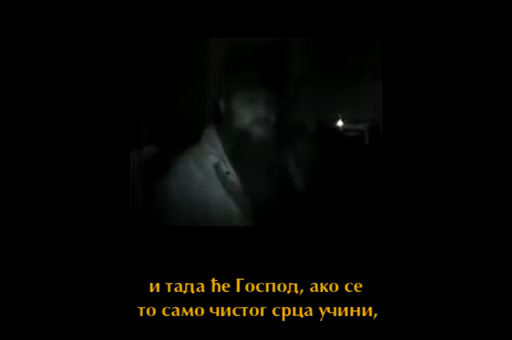 и тада ће Господ, ако се
то само чистог срца учини,